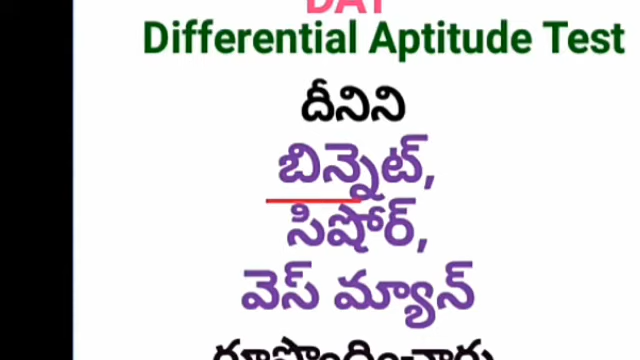 DAT
Differential Aptitude Test
దీనిని
బిన్నెట్,
సిషోర్,
వెస్ మ్యాన్
రూపొందించారు